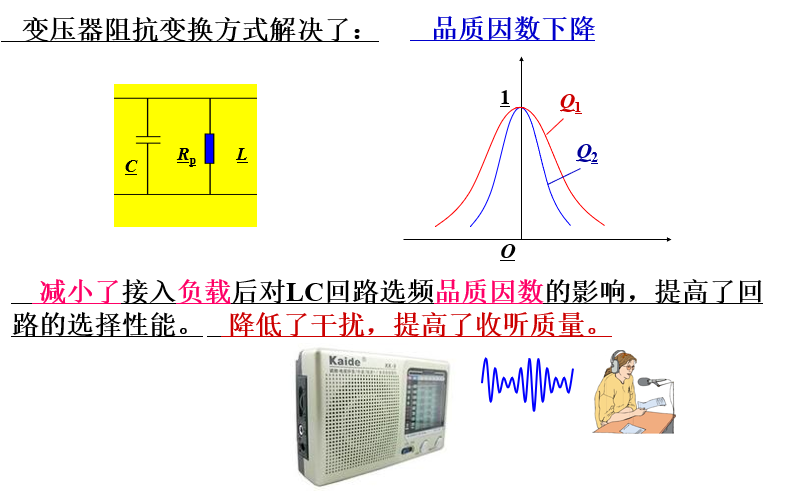 变压器阻抗变换方式解决了： 品质因数下降
1
Q1
Q2
C
Rp
L
O
减小了接入负载后对LC回路选频品质因数的影响，提高了回
路的选择性能。 降低了干扰，提高了收听质量。
Kaide®